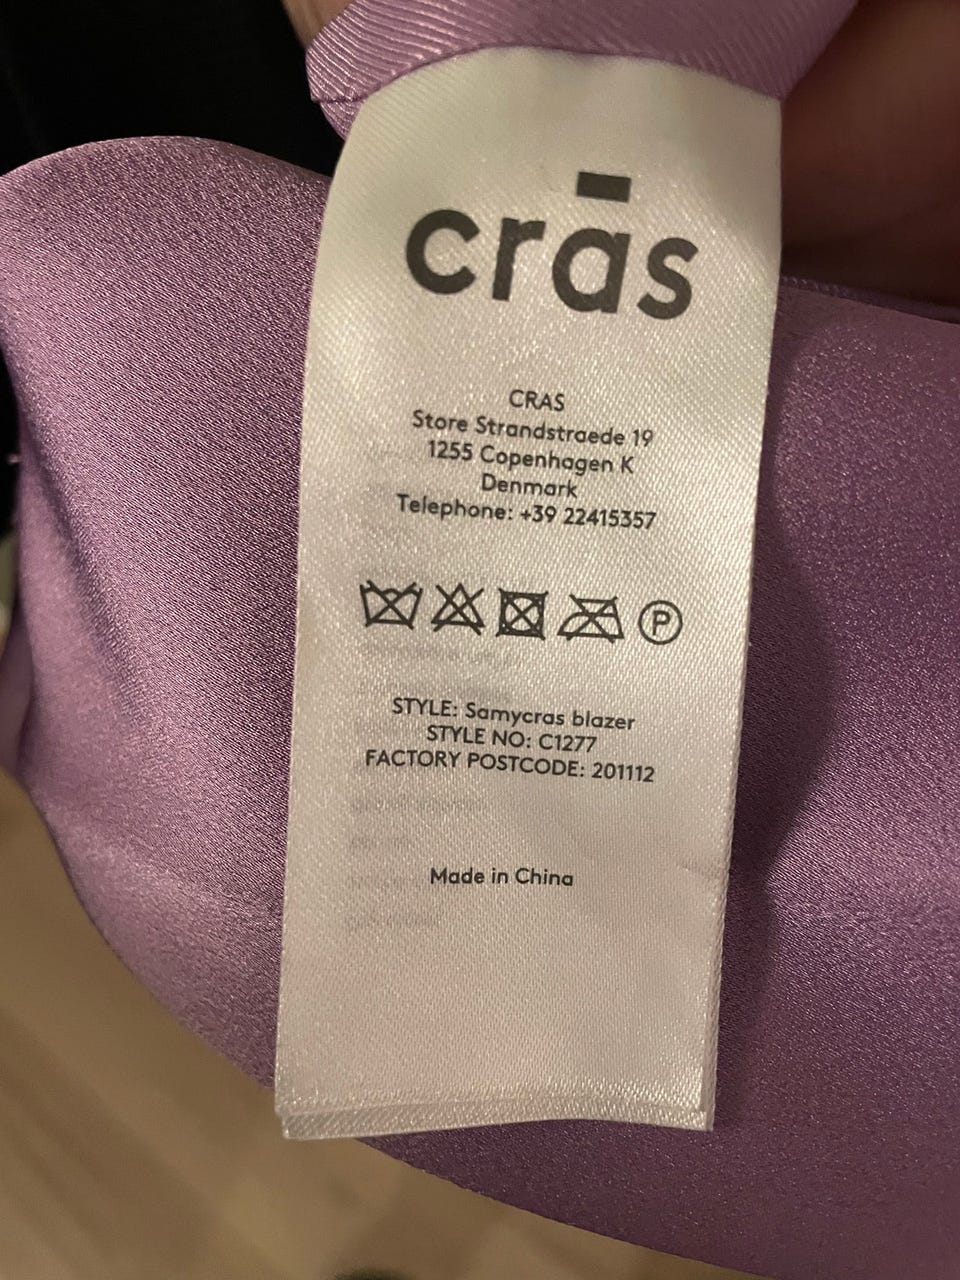 crās
CRAS
Store Strandstraede 19
1255 Copenhagen K
Denmark
Telephone: +39 22415357
P
STYLE: Samycras blazer
STYLE NO: C1277
FACTORY POSTCODE: 201112
Made in China